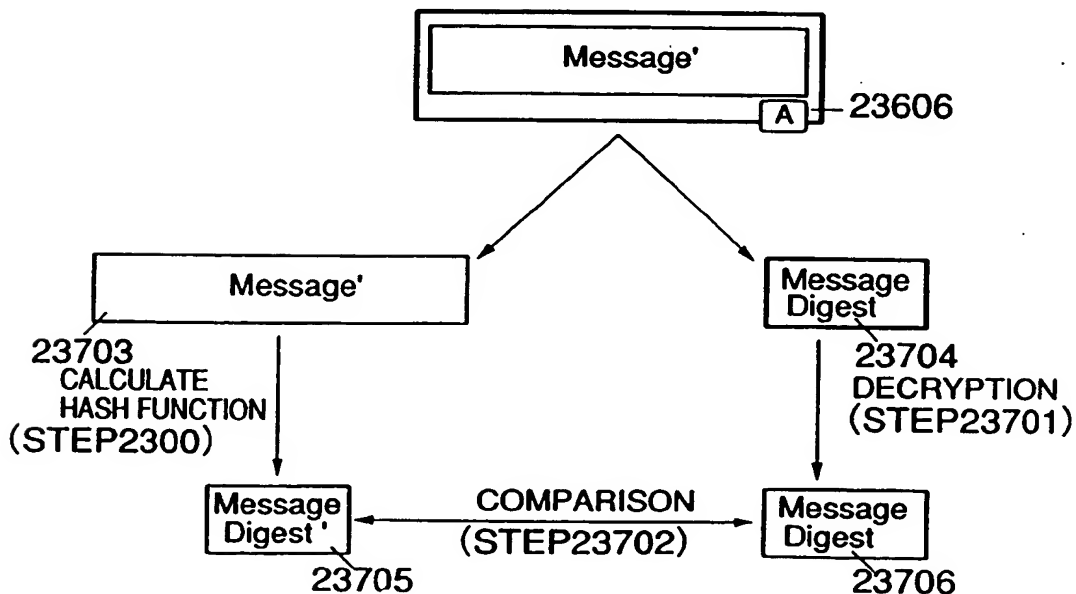 Message'
A
23606
Message'
Message
Digest
23703
CALCULATE
HASH FUNCTION
(STEP2300)
23704
DECRYPTION
(STEP23701)
Message
Digest'
COMPARISON
(STEP23702)
Message
Digest
23705
23706